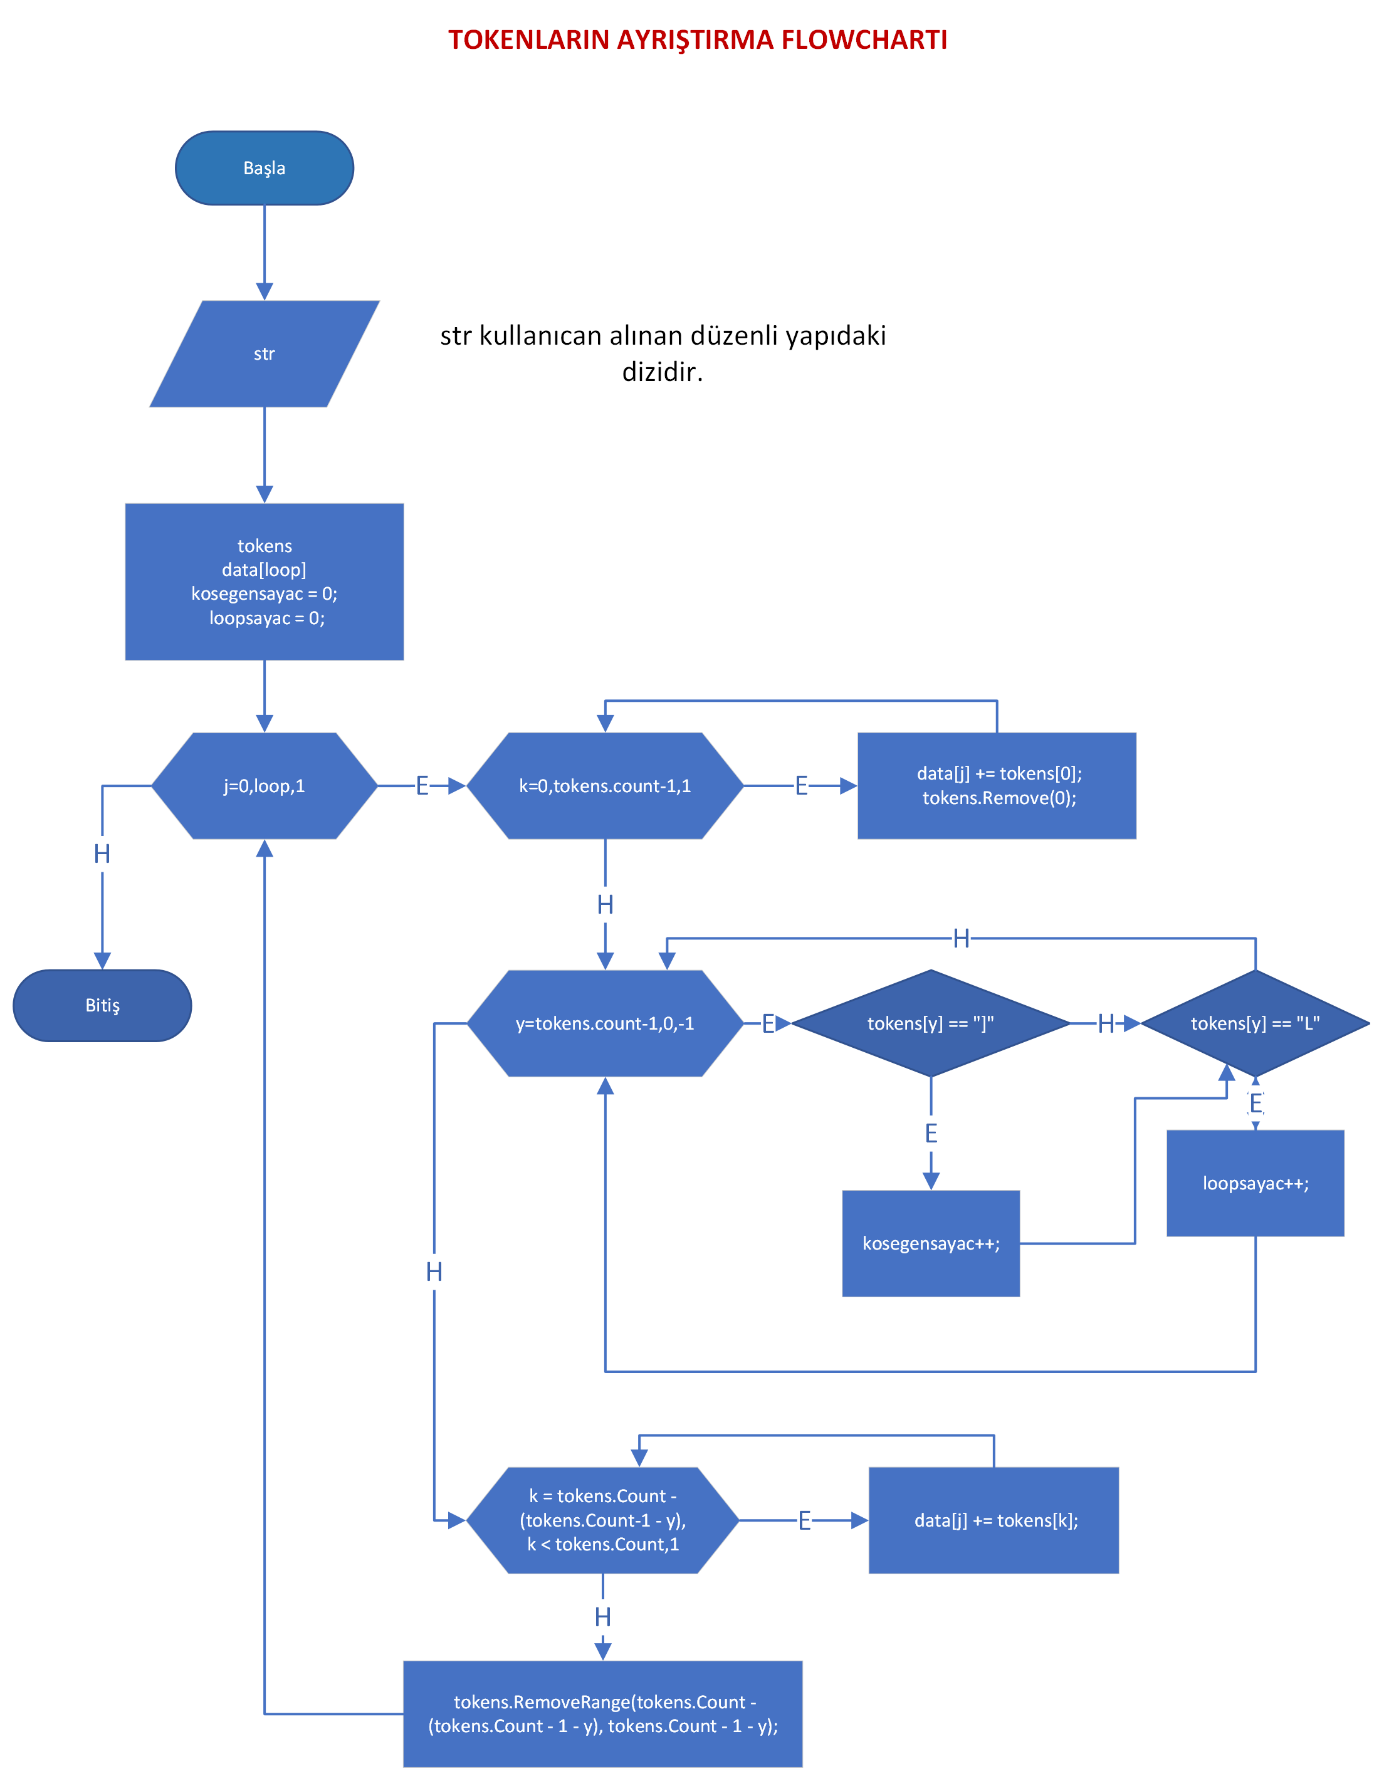 TOKENLARIN AYRIŞTIRMA FLOWCHARTI
Başla
str
str kullanıcan alınan düzenli yapıdaki
dizidir.
tokens
data[loop]
kosegensayac = 0;
loopsayac = 0;
j=0,loop,1
E
k=0,tokens.count-1,1
E
data[j] += tokens[0];
tokens.Remove(0);
H
H
H
Bitiş
y=tokens.count-1,0,-1
E
tokens[y] == "]"
H
tokens[y] == "L"
E
E
kosegensayac++;
loopsayac++;
H
k = tokens.Count -
(tokens.Count-1 - y),
k < tokens.Count,1
E
data[j] += tokens[k];
H
tokens.RemoveRange(tokens.Count -
(tokens.Count - 1 - y), tokens.Count - 1 - y);